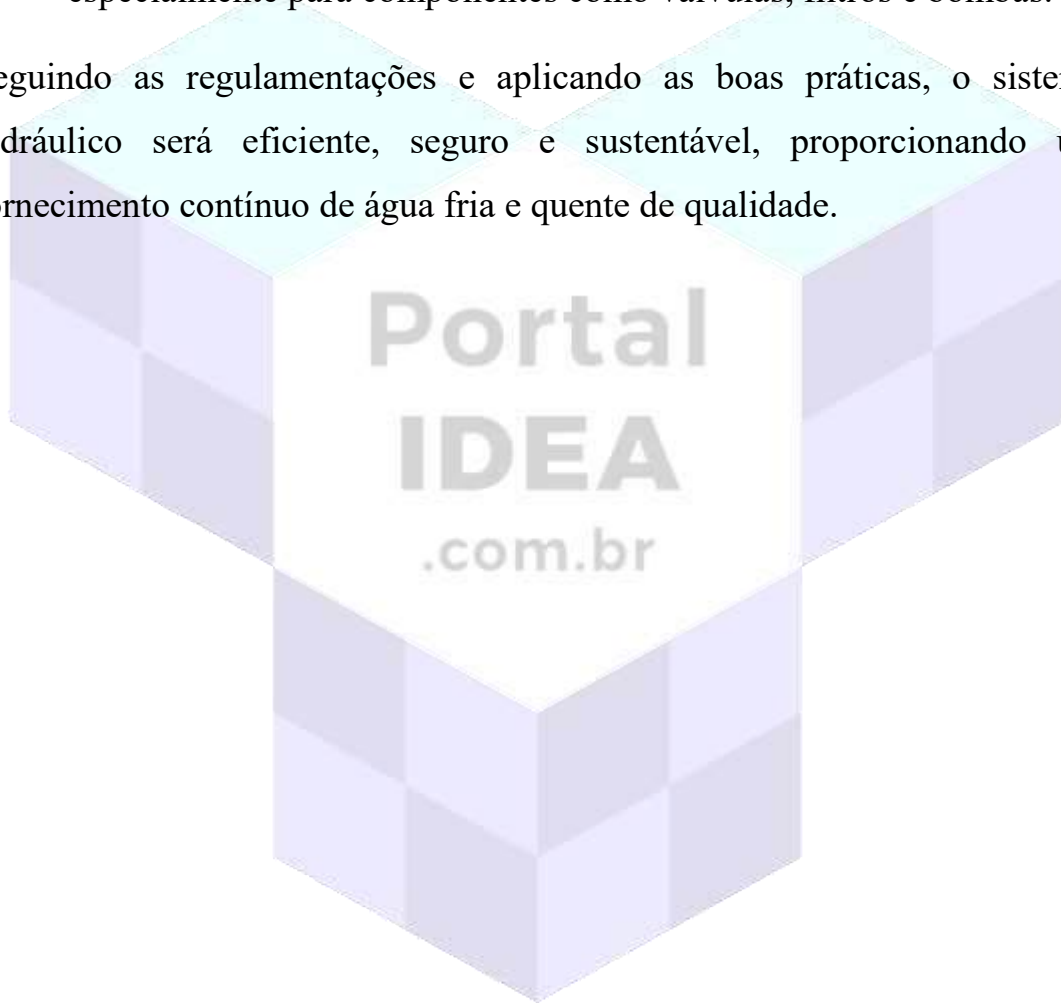 especialmente para componentes como válvulas, filtros e bombas.
eguindo as regulamentações e aplicando as boas práticas, o sister
dráulico será eficiente, seguro e sustentável, proporcionando u
ornecimento contínuo de água fria e quente de qualidade.
Portal
IDEA
.com.br